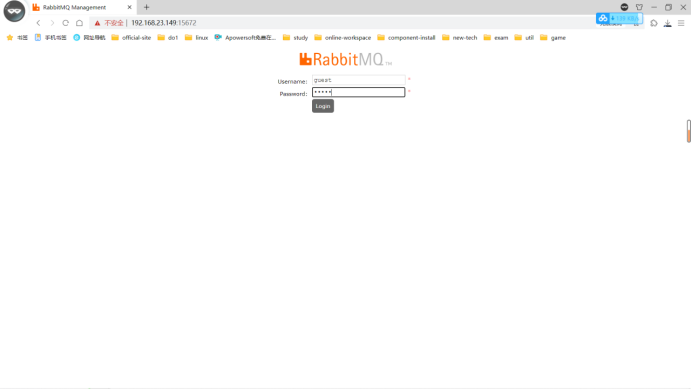 RabbitMQ Management
不安全 | 192.168.23.149:15672
书签 手机书签 网址导航 official-site do1 linux Apowersoft免费在... study online-workspace component-install new-tech exam util game
RabbitMQ TM
Username: guest *
Password: ••••• *
Login